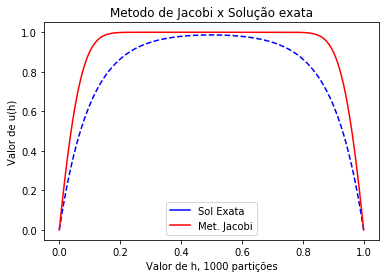 Metodo de Jacobi x Solução exata
Valor de u(h)
1.0
0.8
0.6
0.4
0.2
0.0
Sol Exata
Met. Jacobi
0.0 0.2 0.4 0.6 0.8 1.0
Valor de h, 1000 partições